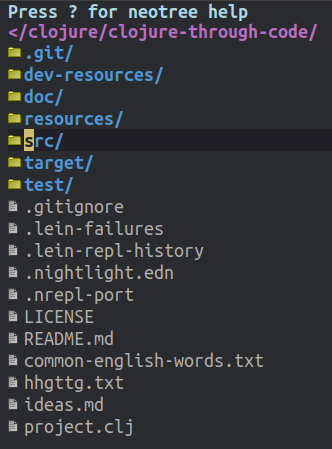 Press ? for neotree help
</clojure/clojure-through-code/
.git/
dev-resources/
doc/
resources/
src/
target/
test/
.gitignore
.lein-failures
.lein-repl-history
.nightlight.edn
.nrepl-port
LICENSE
README.md
common-english-words.txt
hhgttg.txt
ideas.md
project.clj